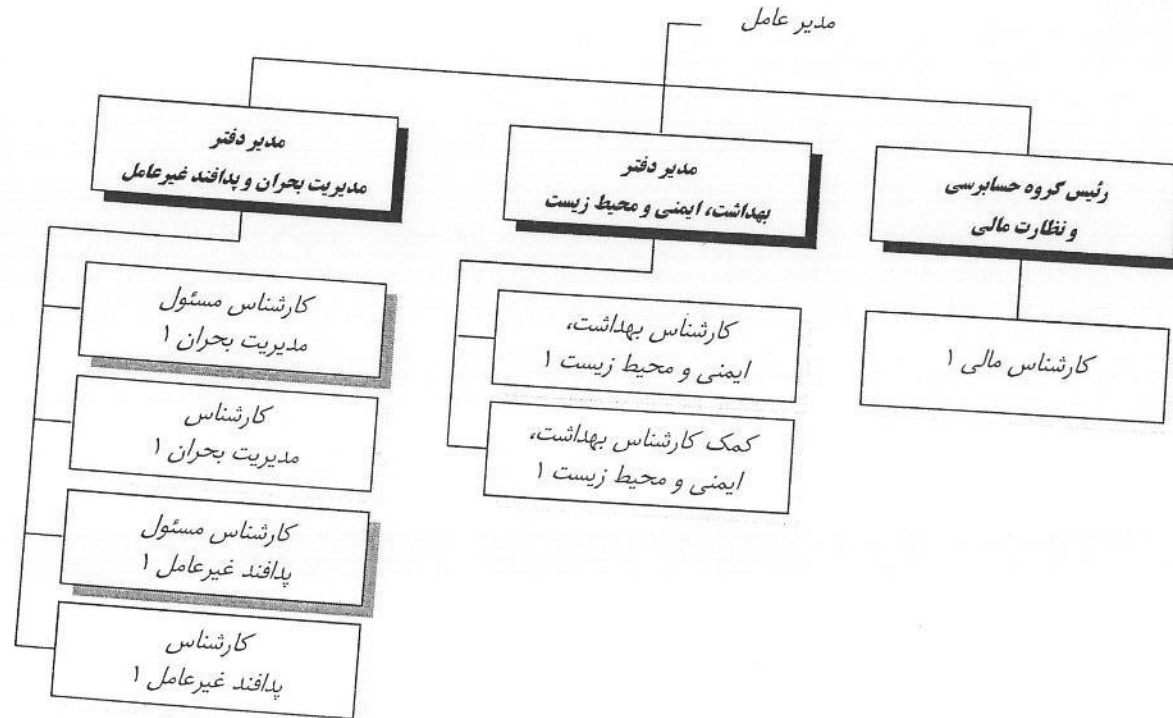 مدیر عامل
رئیس گروه حسابرسی
و نظارت مالی
کارشناس مالی ۱
مدیر دفتر
بهداشت، ایمنی و محیط زیست
کارشناس بهداشت،
ایمنی و محیط زیست ۱
کمک کارشناس بهداشت،
ایمنی و محیط زیست ۱
مدیر دفتر
مدیریت بحران و پدافند غیرعامل
کارشناس مسئول
مدیریت بحران ۱
کارشناس
مدیریت بحران ۱
کارشناس مسئول
پدافند غیرعامل ۱
کارشناس
پدافند غیرعامل ۱